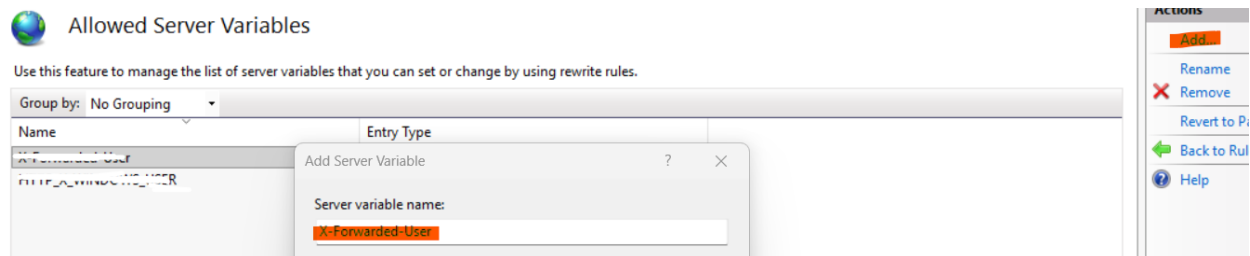 Allowed Server Variables
Actions
Add...
Use this feature to manage the list of server variables that you can set or change by using rewrite rules.
Rename
Remove
Group by: No Grouping
Revert to Pa
Name Entry Type
Back to Rul
Add Server Variable ? ×
Help
Server variable name:
X-Forwarded-User